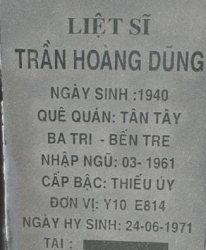 LIỆT SĨ
TRẦN HOÀNG DŨNG
NGÀY SINH :1940
QUÊ QUÁN: TÂN TÂY
BA TRI - BẾN TRE
NHẬP NGŨ: 03- 1961
CẤP BẬC: THIẾU ÚY
ĐƠN VỊ: Y10 E814
NGÀY HY SINH: 24-06-1971
TẠI :